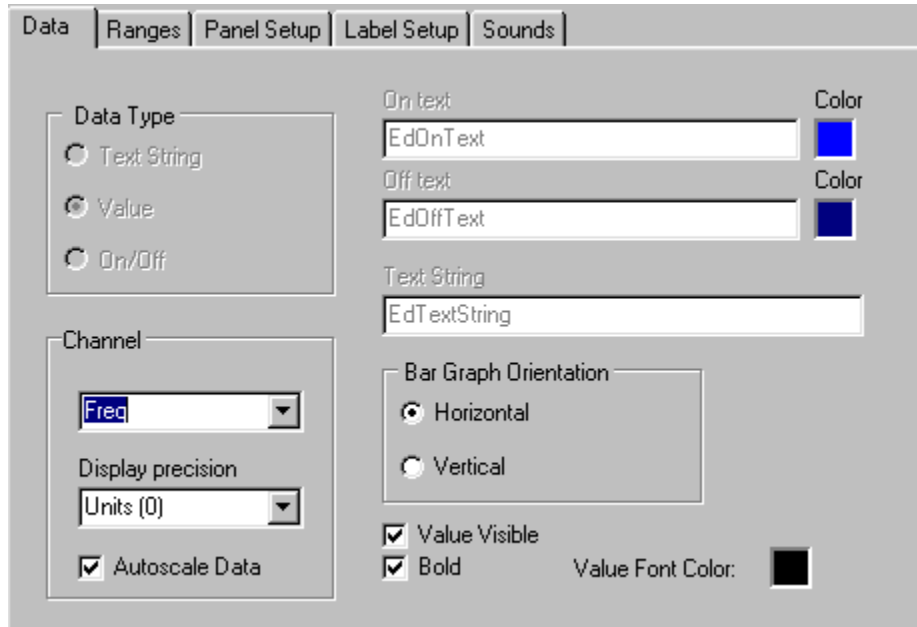 Data Ranges Panel Setup Label Setup Sounds
Data Type
Text String
Value
On/Off
Channel
Freq
Display precision
Units (0)
Autoscale Data
On text Color
EdOnText
Off text Color
EdOffText
Text String
EdTextString
Bar Graph Orientation
Horizontal
Vertical
Value Visible
Bold Value Font Color: